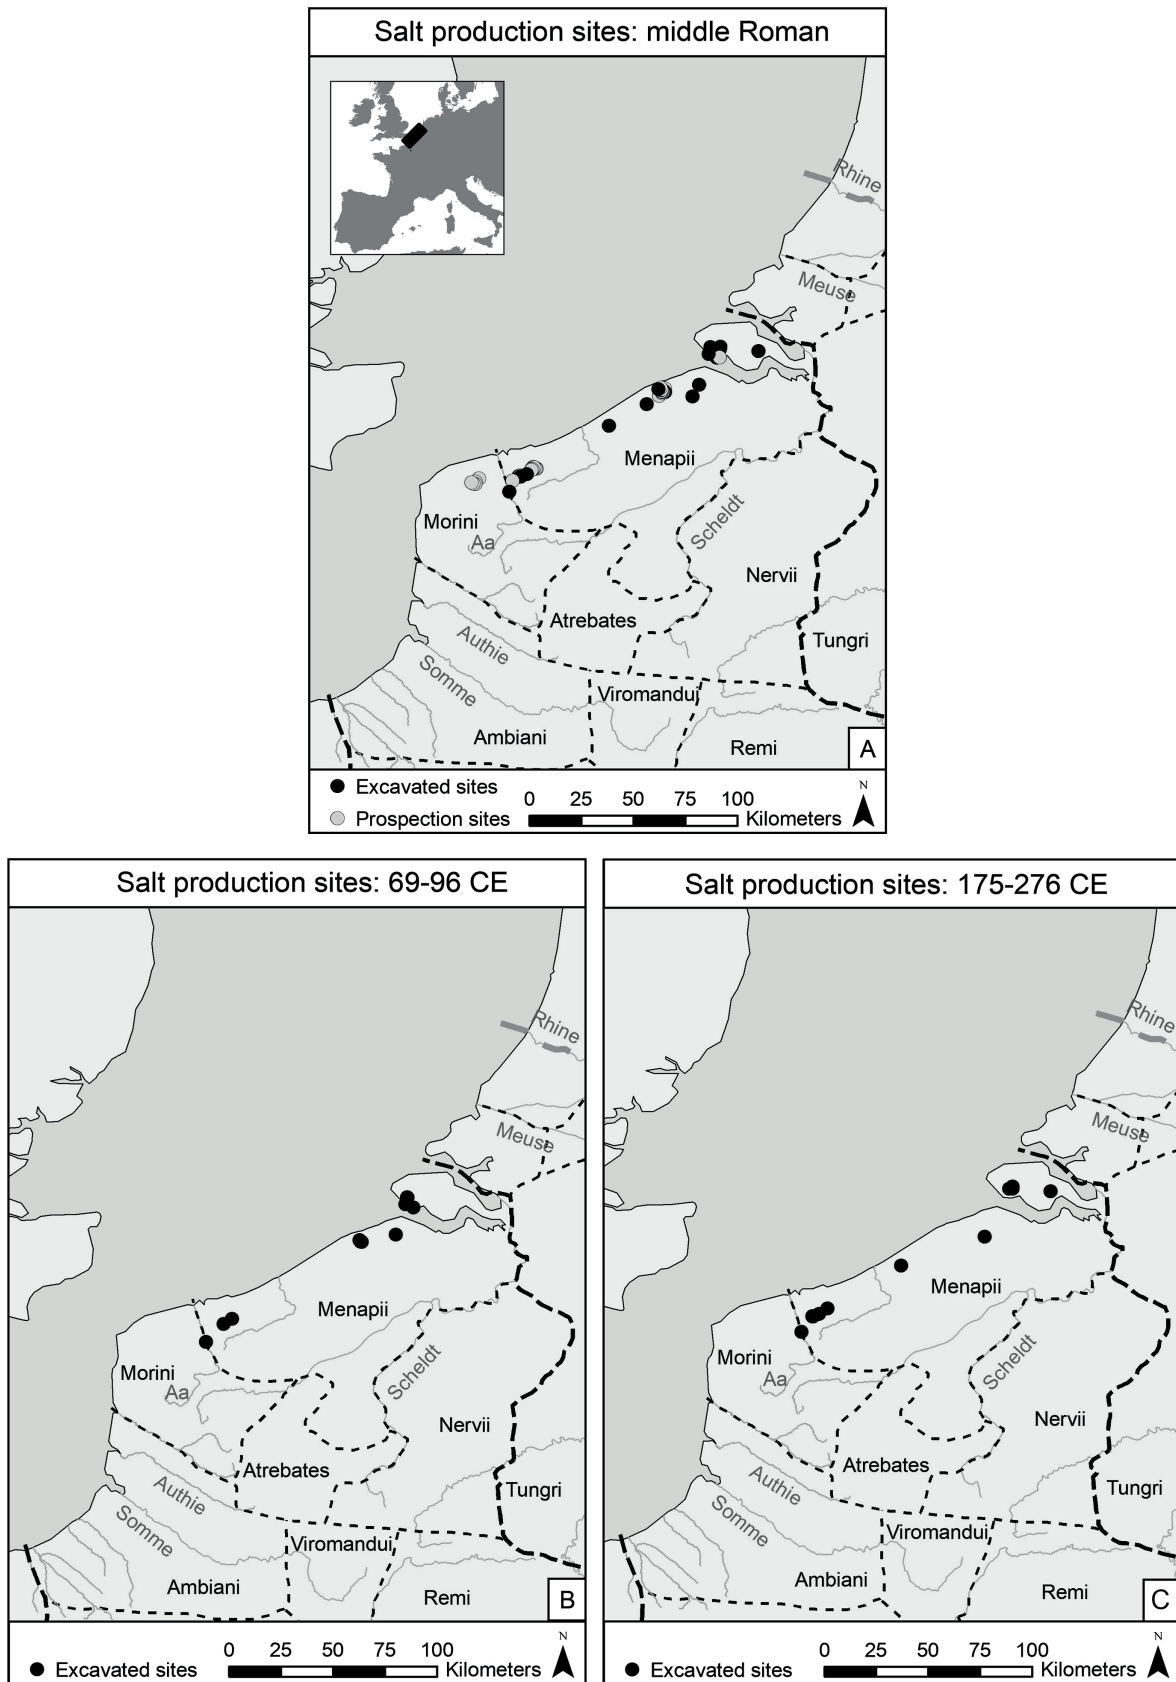 Salt production sites: middle Roman
Rhine
Meuse
Menapii
Morini
Aa
Scheldt
Nervii
Atrebates
Tungri
Authie
Somme
Viromandui
Ambiani
Remi
A
Excavated sites
Prospection sites
0 25 50 75 100
Kilometers
N
Salt production sites: 69-96 CE
Rhine
Meuse
Menapii
Morini
Aa
Scheldt
Nervii
Atrebates
Tungri
Authie
Somme
Viromandui
Ambiani
Remi
B
Excavated sites
0 25 50 75 100
Kilometers
N
Salt production sites: 175-276 CE
Rhine
Meuse
Menapii
Morini
Aa
Scheldt
Nervii
Atrebates
Tungri
Authie
Somme
Viromandui
Ambiani
Remi
C
Excavated sites
0 25 50 75 100
Kilometers
N